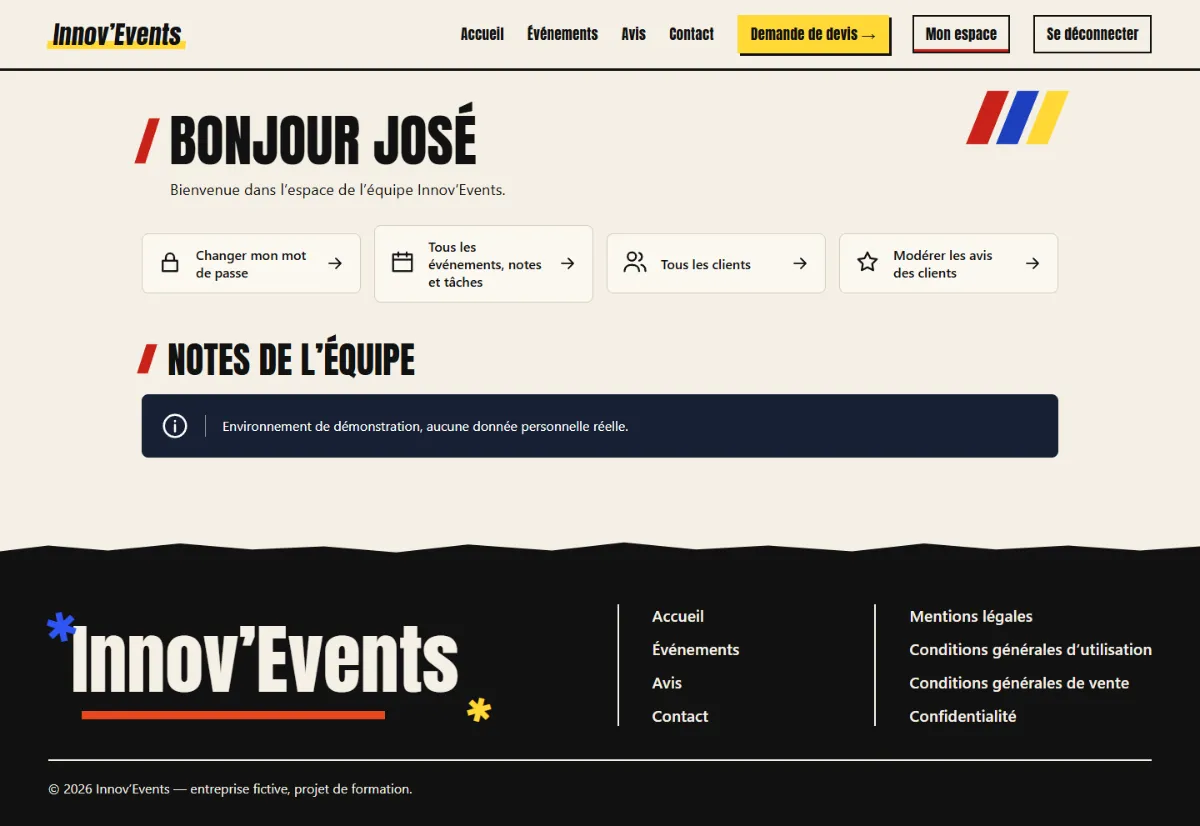 Innov’Events
Accueil
Événements
Avis
Contact
Demande de devis →
Mon espace
Se déconnecter
BONJOUR JOSÉ
Bienvenue dans l’espace de l’équipe Innov’Events.
Changer mon mot
de passe
Tous les
événements, notes
et tâches
Tous les clients
Modérer les avis
des clients
NOTES DE L’ÉQUIPE
Environnement de démonstration, aucune donnée personnelle réelle.
Innov’Events
Accueil
Événements
Avis
Contact
Mentions légales
Conditions générales d’utilisation
Conditions générales de vente
Confidentialité
© 2026 Innov’Events — entreprise fictive, projet de formation.